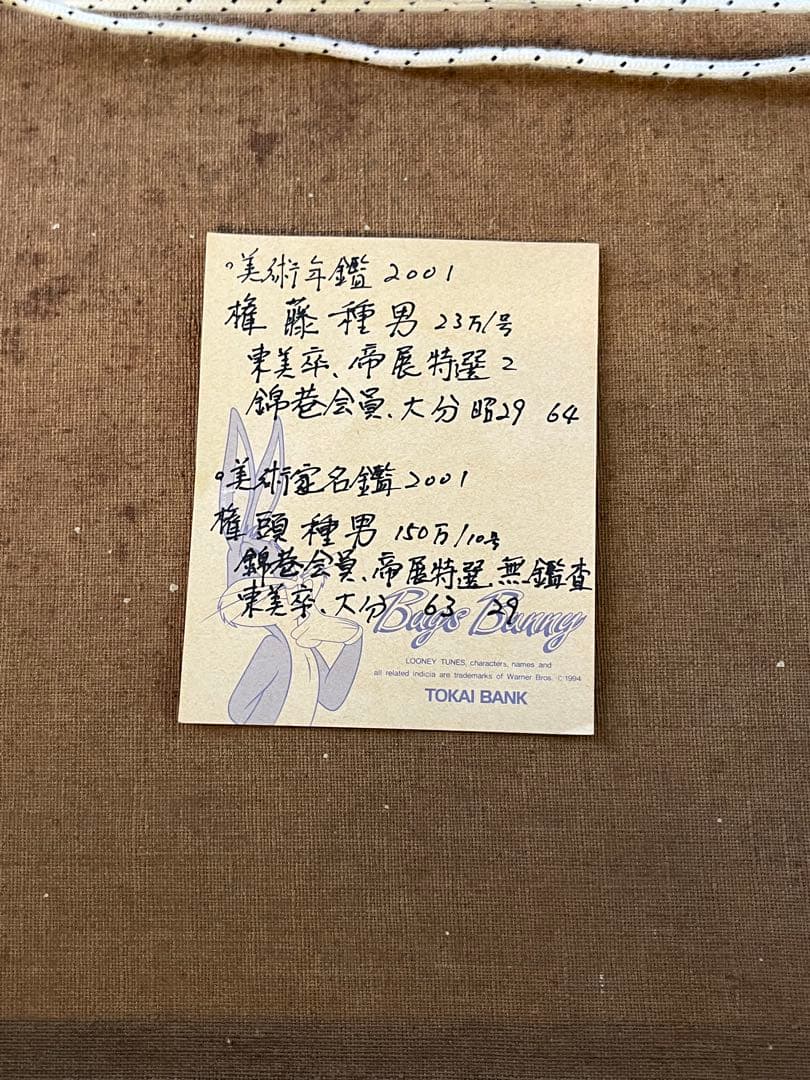 ◦美術年鑑 2001
権藤種男 23万/号
東美卒、帝展特選 2
錦巷会員、大分 昭29 64
◦美術家名鑑 2001
権頭種男 150万/10号
錦巷会員、帝展特選、無鑑査
東美卒、大分 63 29
Bugs Bunny
LOONEY TUNES, characters, names and
all related indicia are trademarks of Warner Bros. ©1994
TOKAI BANK